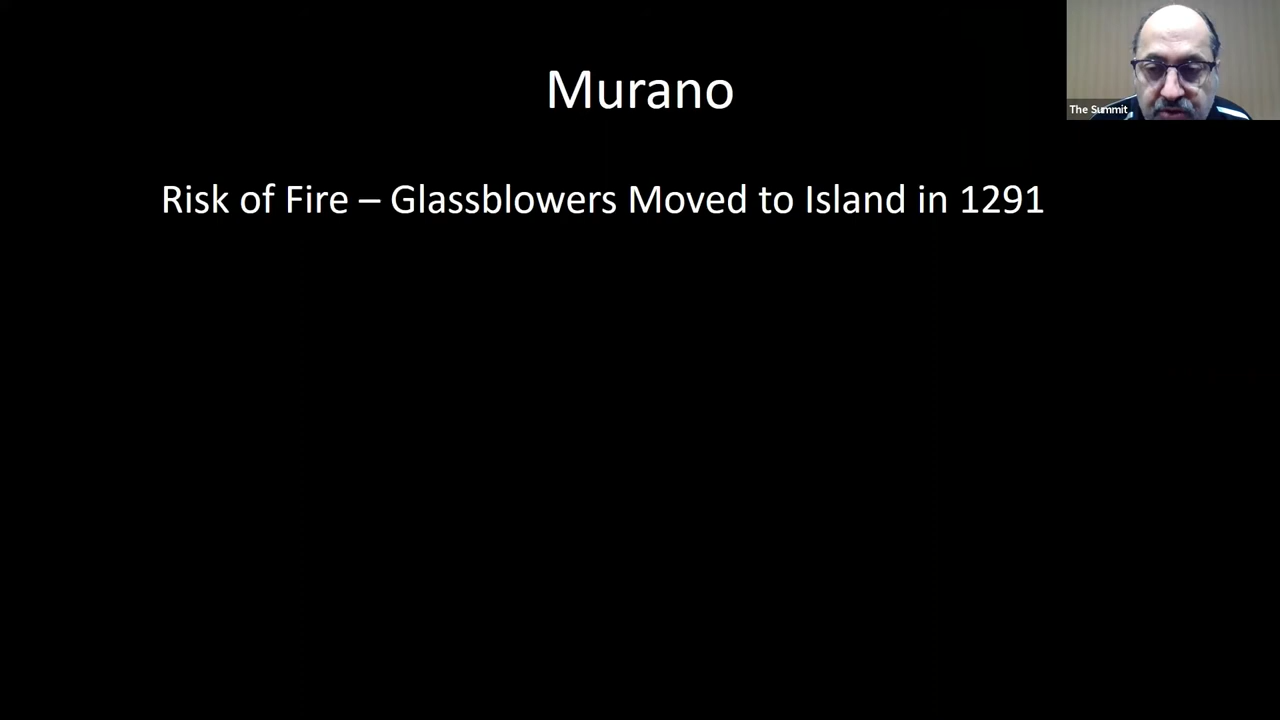 Murano
The Summit
Risk of Fire – Glassblowers Moved to Island in 1291